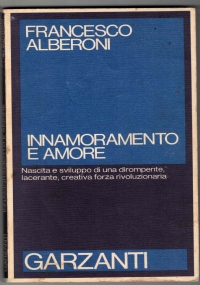 FRANCESCO
ALBERONI
INNAMORAMENTO
E AMORE
Nascita e sviluppo di una dirompente,
lacerante, creativa forza rivoluzionaria
GARZANTI